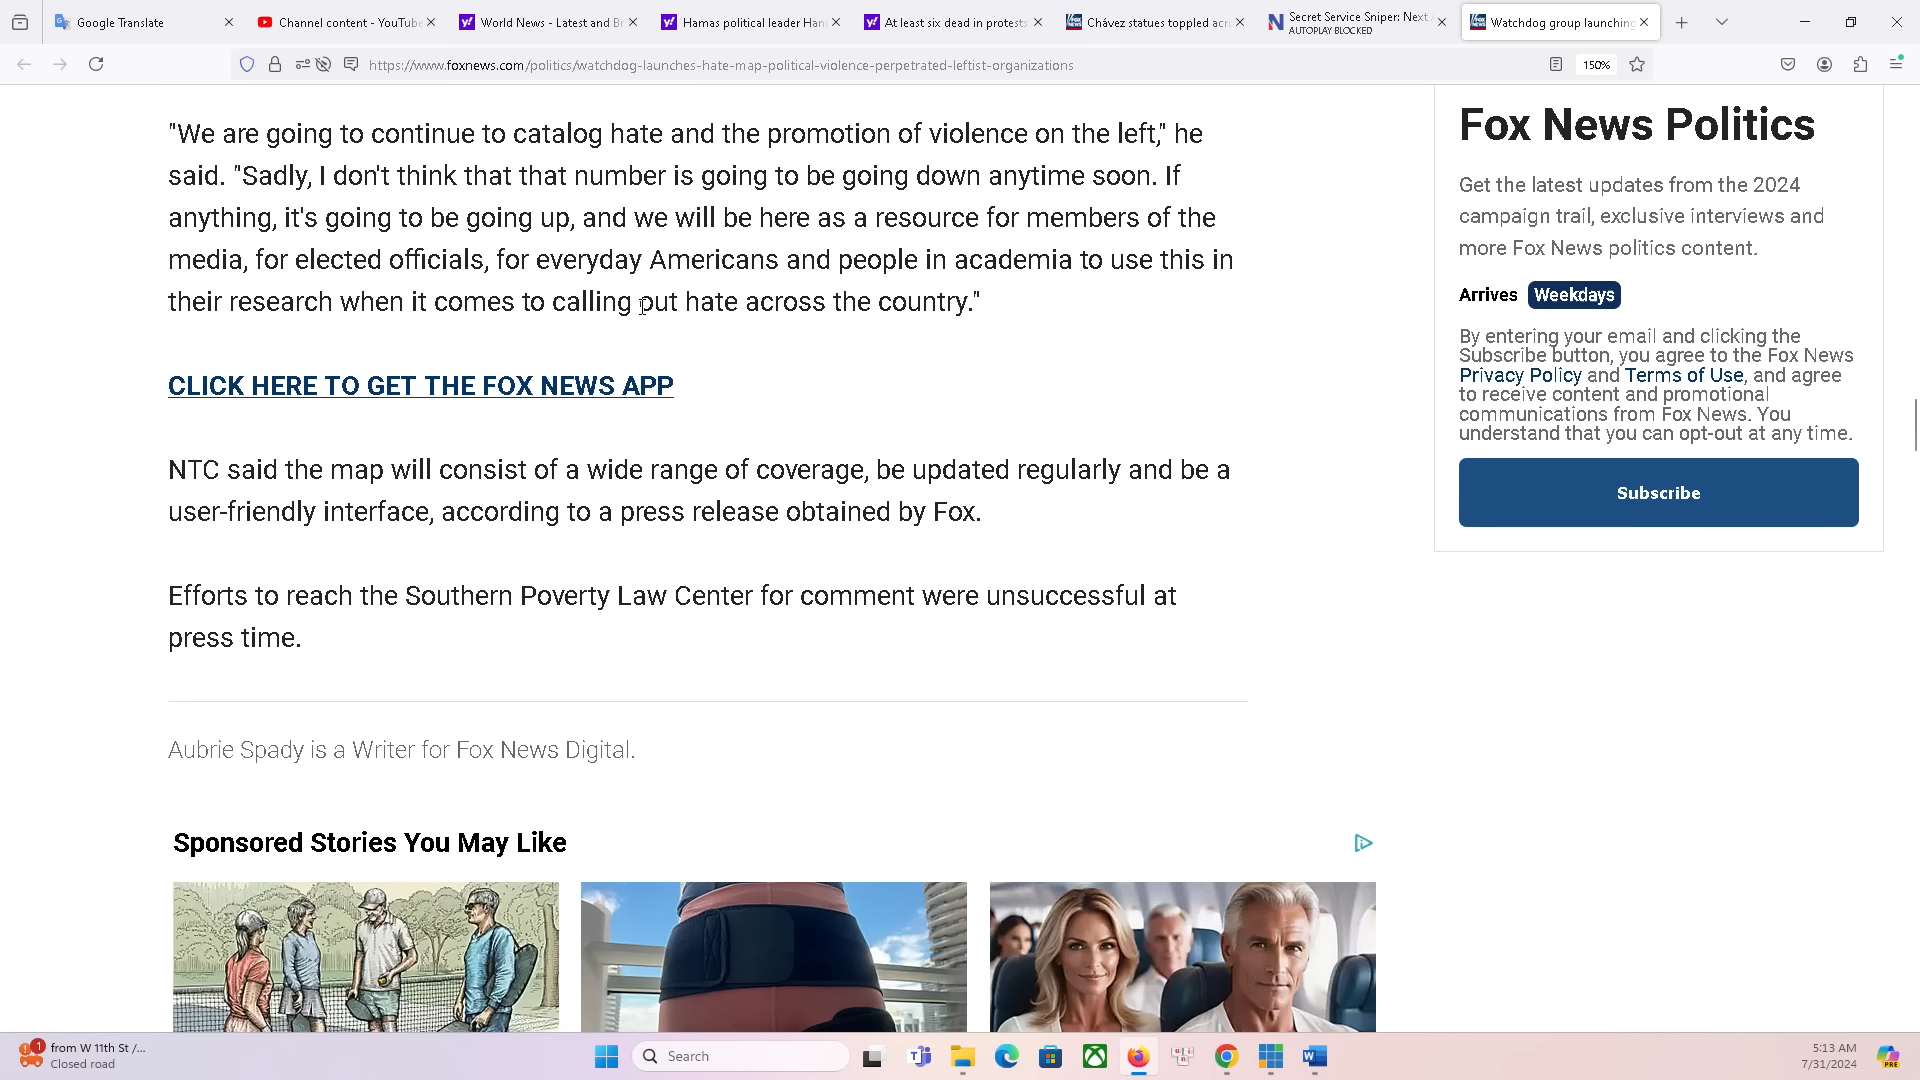 Google Translate
Channel content - YouTube
World News - Latest and Br
Hamas political leader Han
At least six dead in protests
Chávez statues toppled acr
Secret Service Sniper: Next
AUTOPLAY BLOCKED
Watchdog group launching
https://www.foxnews.com/politics/watchdog-launches-hate-map-political-violence-perpetrated-leftist-organizations
150%
"We are going to continue to catalog hate and the promotion of violence on the left," he
said. "Sadly, I don't think that that number is going to be going down anytime soon. If
anything, it's going to be going up, and we will be here as a resource for members of the
media, for elected officials, for everyday Americans and people in academia to use this in
their research when it comes to calling put hate across the country."
CLICK HERE TO GET THE FOX NEWS APP
NTC said the map will consist of a wide range of coverage, be updated regularly and be a
user-friendly interface, according to a press release obtained by Fox.
Efforts to reach the Southern Poverty Law Center for comment were unsuccessful at
press time.
Aubrie Spady is a Writer for Fox News Digital.
Sponsored Stories You May Like
Fox News Politics
Get the latest updates from the 2024
campaign trail, exclusive interviews and
more Fox News politics content.
Arrives Weekdays
By entering your email and clicking the
Subscribe button, you agree to the Fox News
Privacy Policy and Terms of Use, and agree
to receive content and promotional
communications from Fox News. You
understand that you can opt-out at any time.
Subscribe
1
from W 11th St /...
Closed road
Search
5:13 AM
7/31/2024
PRE